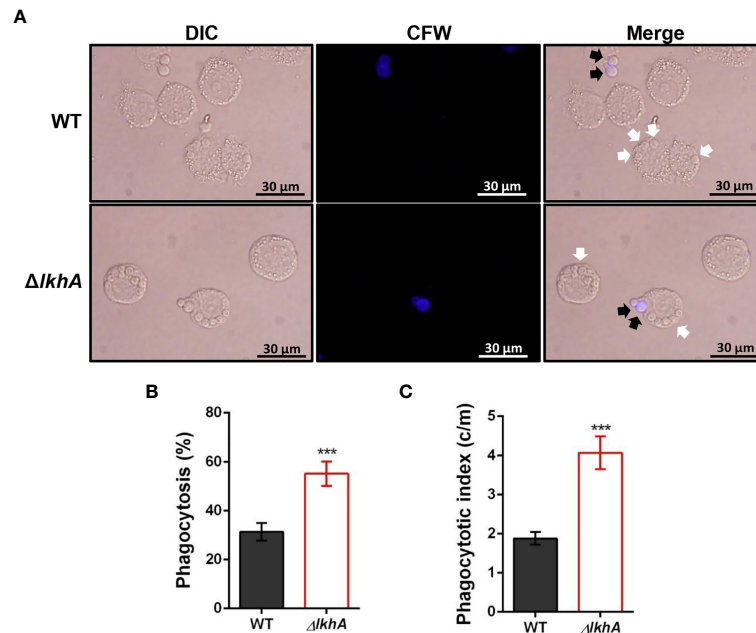 A
DIC CFW Merge
WT
30 µm 30 µm 30 µm
ΔlkhA
30 µm 30 µm 30 µm
B
Phagocytosis (%)
80
60
40
20
0
***
WT ΔlkhA
C
Phagocytotic index (c/m)
5
4
3
2
1
0
***
WT ΔlkhA